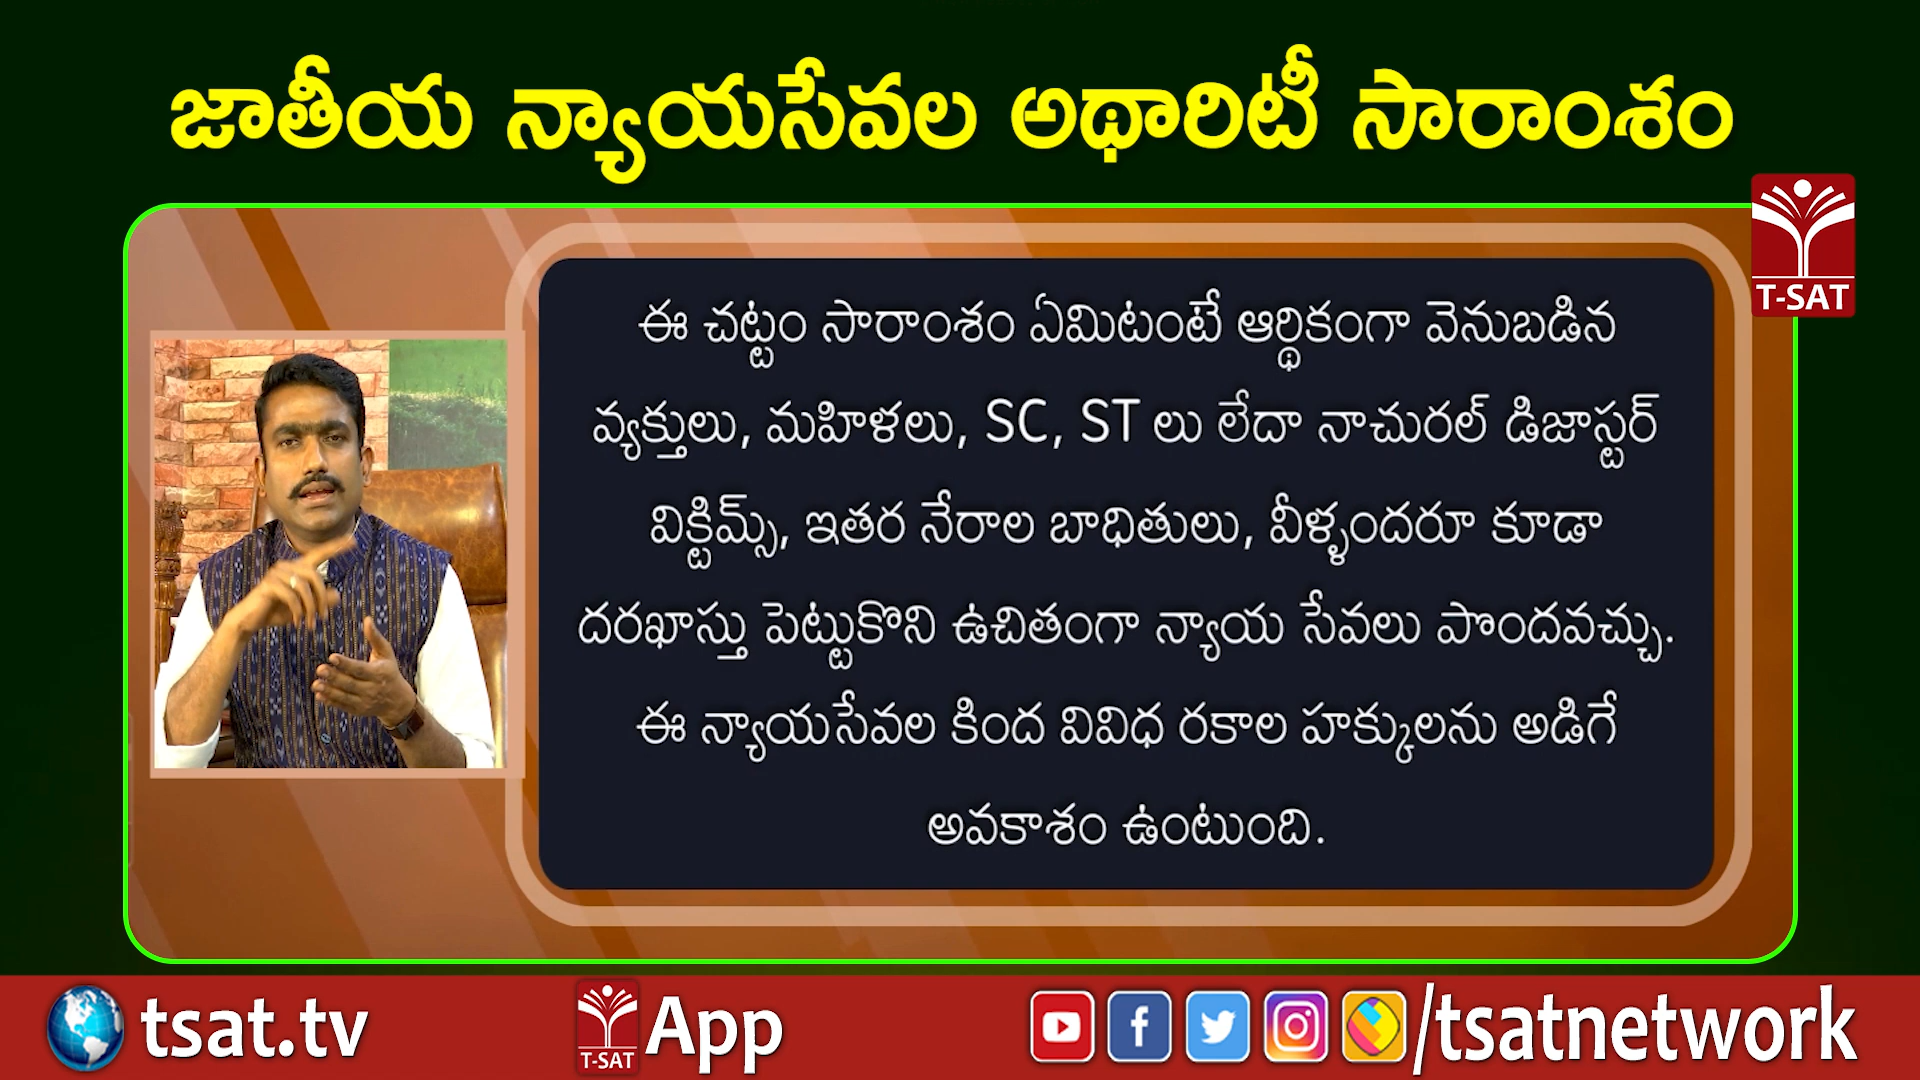 జాతీయ న్యాయసేవల అథారిటీ సారాంశం
T-SAT
ఈ చట్టం సారాంశం ఏమిటంటే ఆర్థికంగా వెనుబడిన
వ్యక్తులు, మహిళలు, SC, ST లు లేదా నాచురల్ డిజాస్టర్
విక్టిమ్స్, ఇతర నేరాల బాధితులు, వీళ్ళందరూ కూడా
దరఖాస్తు పెట్టుకొని ఉచితంగా న్యాయ సేవలు పొందవచ్చు.
ఈ న్యాయసేవల కింద వివిధ రకాల హక్కులను అడిగే
అవకాశం ఉంటుంది.
tsat.tv
T-SAT App
/tsatnetwork